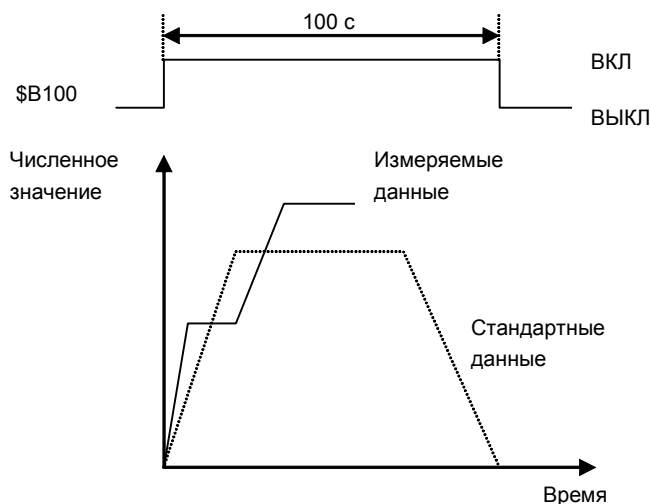 100 с
ВКЛ
$B100
ВЫКЛ
Численное
значение
Измеряемые
данные
Стандартные
данные
Время